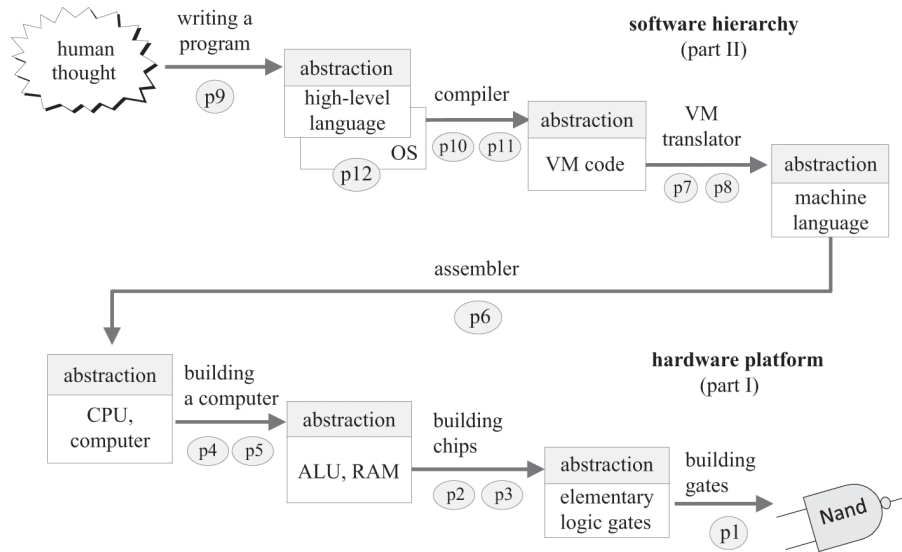 writing a
program
human
thought
p9
software hierarchy
(part II)
abstraction
high-level
language
OS
p12
compiler
p10 p11
abstraction
VM code
VM
translator
p7 p8
abstraction
machine
language
assembler
p6
hardware platform
(part I)
abstraction
CPU,
computer
building
a computer
p4 p5
abstraction
ALU, RAM
building
chips
p2 p3
abstraction
elementary
logic gates
building
gates
p1
Nand